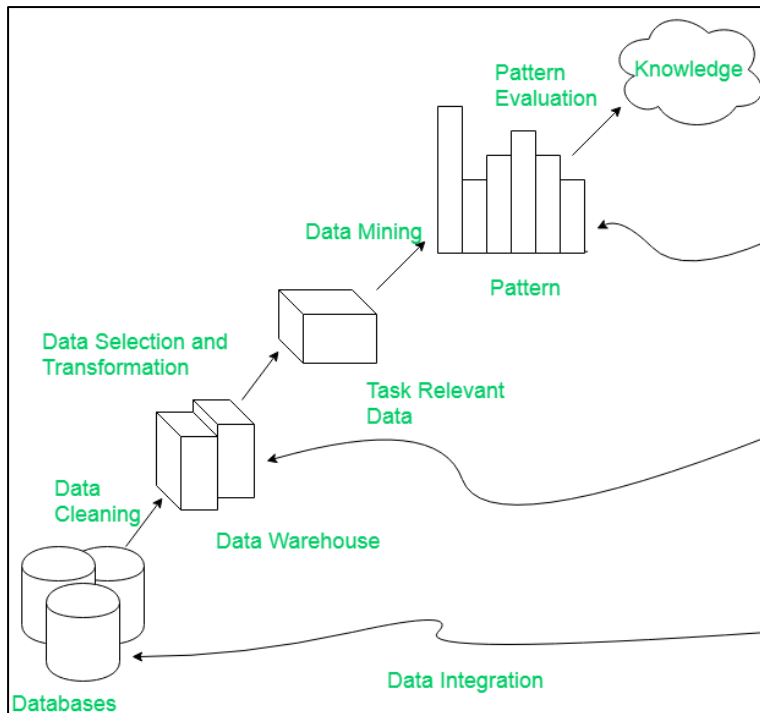 Pattern
Evaluation
Knowledge
Data Mining
Pattern
Data Selection and
Transformation
Task Relevant
Data
Data
Cleaning
Data Warehouse
Data Integration
Databases